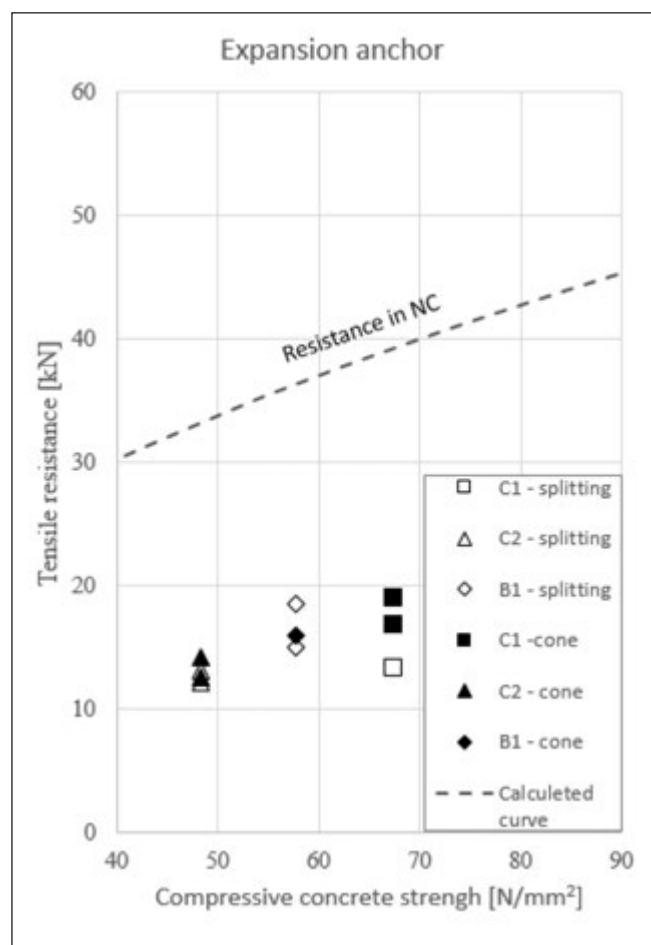 Expansion anchor
60
50
40
30
20
10
0
Tensile resistance [kN]
Resistance in NC
C1 - splitting
C2 - splitting
B1 - splitting
C1 -cone
C2 - cone
B1 - cone
Calculeted
curve
40 50 60 70 80 90
Compressive concrete strengh [N/mm²]